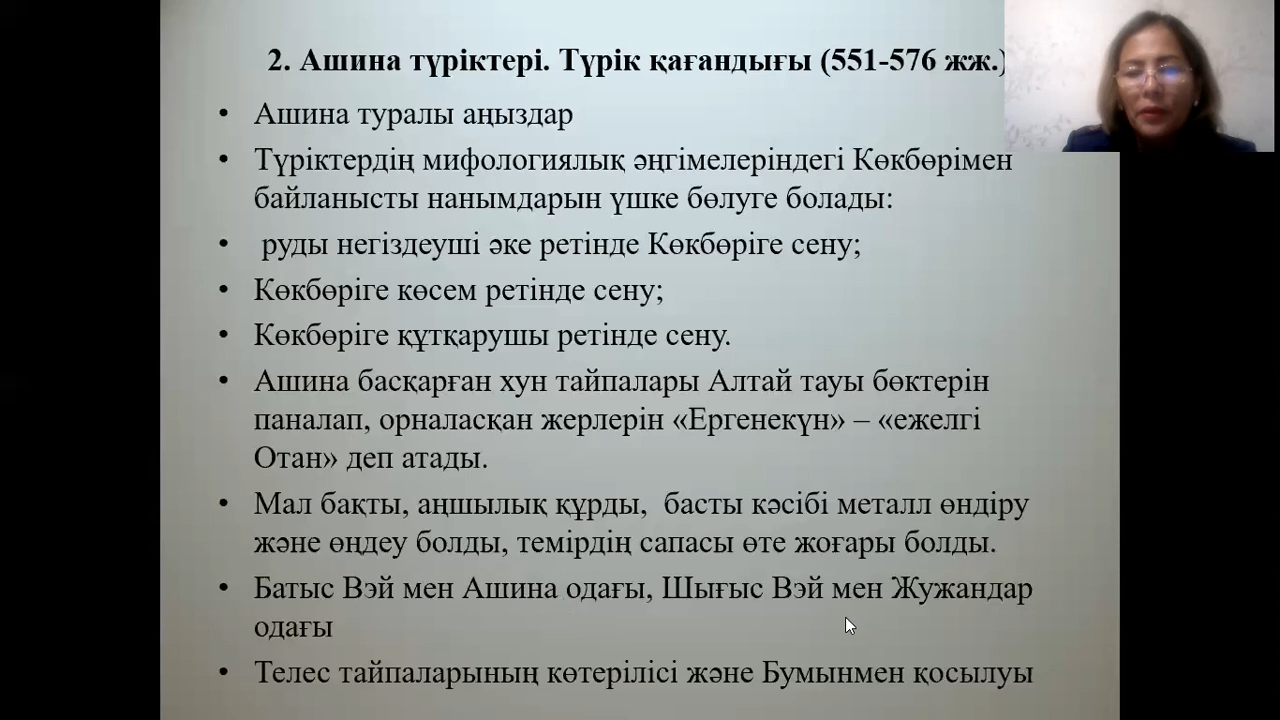 2. Ашина түріктері. Түрік қағандығы (551-576 жж.)
• Ашина туралы аңыздар
• Түріктердің мифологиялық әңгімелеріндегі Көкбөрімен
байланысты нанымдарын үшке бөлуге болады:
• руды негіздеуші әке ретінде Көкбөріге сену;
• Көкбөріге көсем ретінде сену;
• Көкбөріге құтқарушы ретінде сену.
• Ашина басқарған хун тайпалары Алтай тауы бөктерін
паналап, орналасқан жерлерін «Ергенекүн» – «ежелгі
Отан» деп атады.
• Мал бақты, аңшылық құрды, басты кәсібі металл өндіру
және өңдеу болды, темірдің сапасы өте жоғары болды.
• Батыс Вэй мен Ашина одағы, Шығыс Вэй мен Жужандар
одағы
• Телес тайпаларының көтерілісі және Бумынмен қосылуы